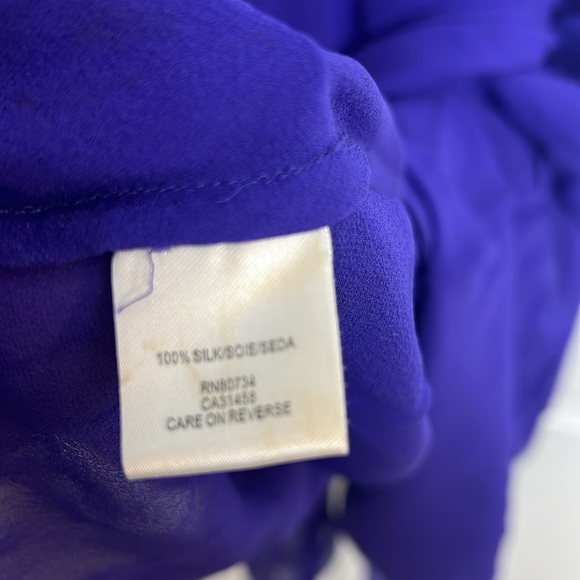 100% SILK/SOIE/SEDA
RN80734
CA31458
CARE ON REVERSE